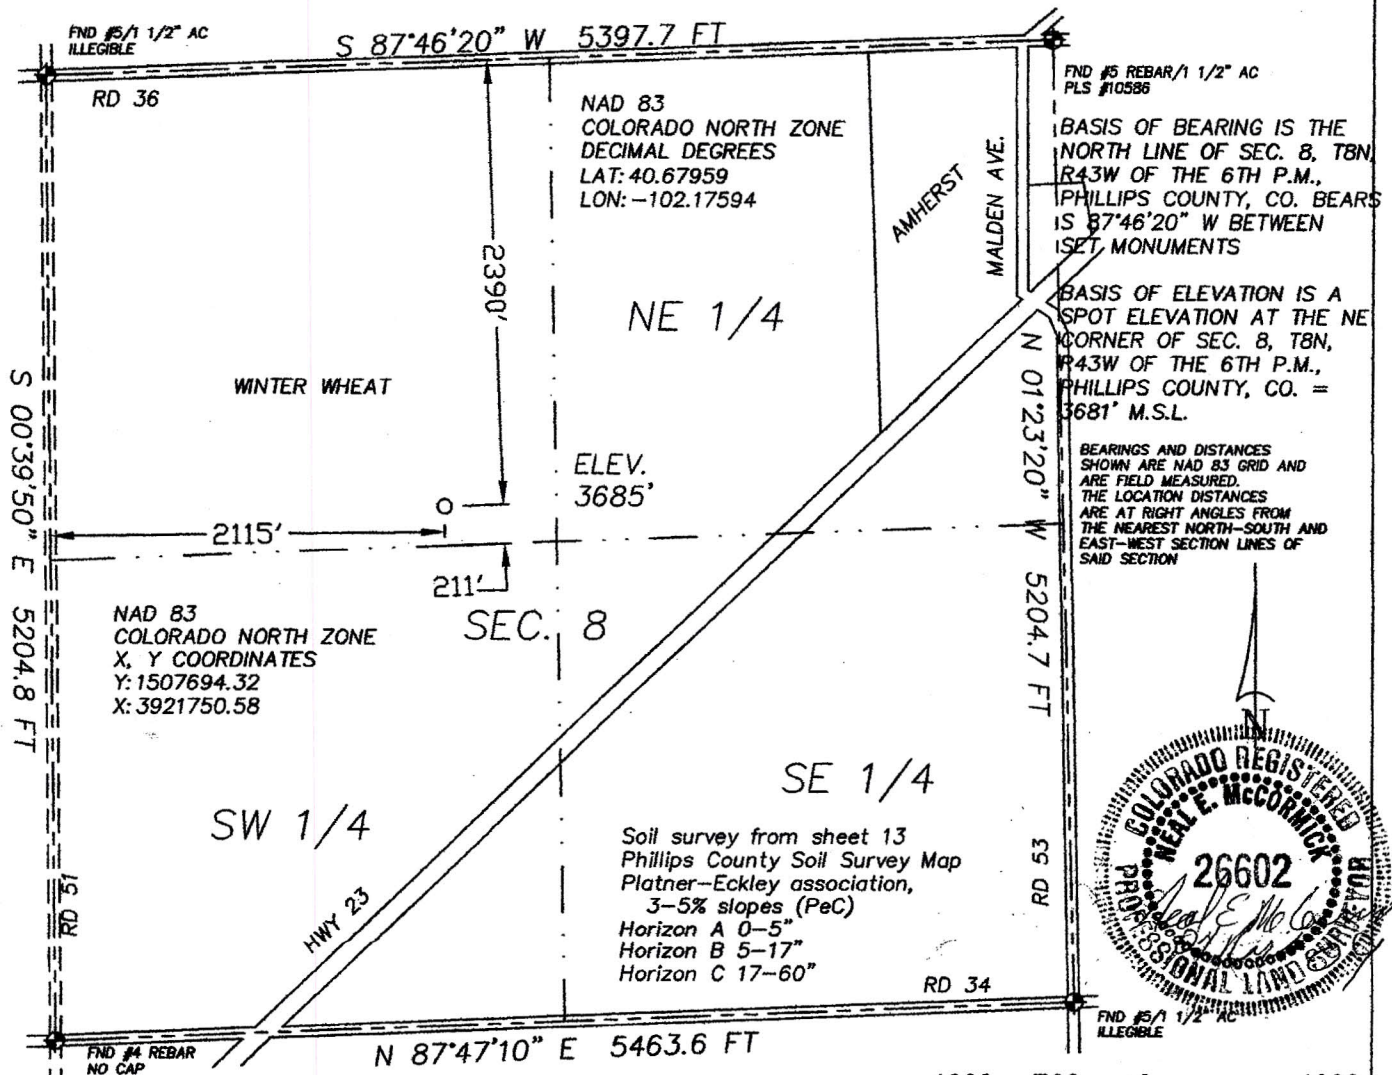 FND #5/1 1/2" AC
ILLEGIBLE
S 87°46'20" W 5397.7 FT
RD 36
FND #5 REBAR/1 1/2" AC
PLS #10586
NAD 83
COLORADO NORTH ZONE
DECIMAL DEGREES
LAT: 40.67959
LON: -102.17594
BASIS OF BEARING IS THE
NORTH LINE OF SEC. 8, T8N,
R43W OF THE 6TH P.M.,
PHILLIPS COUNTY, CO. BEARS
S 87°46'20" W BETWEEN
SET MONUMENTS
AMHERST
MALDEN AVE.
2390'
NE 1/4
BASIS OF ELEVATION IS A
SPOT ELEVATION AT THE NE
CORNER OF SEC. 8, T8N,
R43W OF THE 6TH P.M.,
PHILLIPS COUNTY, CO. =
3681' M.S.L.
WINTER WHEAT
S 00°39'50" E 5204.8 FT
N 01°23'20" W 5204.7 FT
ELEV.
3685'
BEARINGS AND DISTANCES
SHOWN ARE NAD 83 GRID AND
ARE FIELD MEASURED.
THE LOCATION DISTANCES
ARE AT RIGHT ANGLES FROM
THE NEAREST NORTH-SOUTH AND
EAST-WEST SECTION LINES OF
SAID SECTION
2115'
211'
SEC. 8
NAD 83
COLORADO NORTH ZONE
X, Y COORDINATES
Y: 1507694.32
X: 3921750.58
N
SW 1/4
SE 1/4
Soil survey from sheet 13
Phillips County Soil Survey Map
Platner-Eckley association,
3-5% slopes (PeC)
Horizon A 0-5"
Horizon B 5-17"
Horizon C 17-60"
RD 51
HWY 23
RD 53
RD 34
COLORADO REGISTERED
NEAL E. McCORMICK
26602
PROFESSIONAL LAND SURVEYOR
FND #4 REBAR
NO CAP
N 87°47'10" E 5463.6 FT
FND #5/1 1/2" AC
ILLEGIBLE